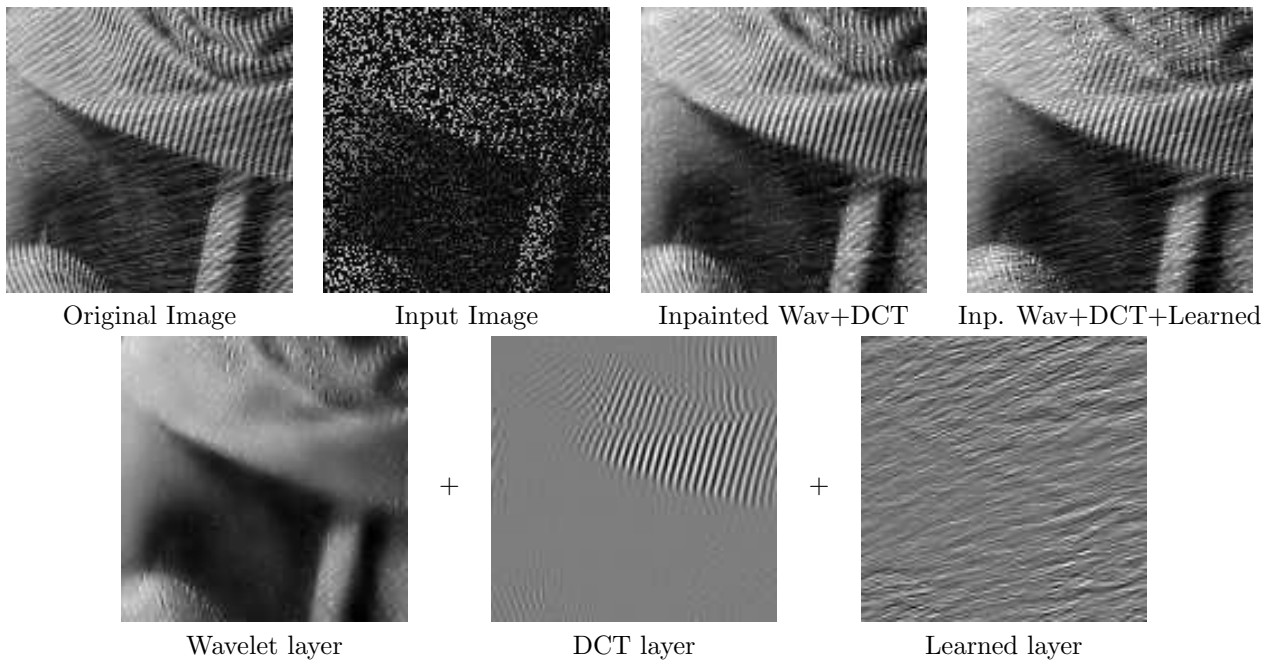 Original Image
Input Image
Inpainted Wav+DCT
Inp. Wav+DCT+Learned
+
+
Wavelet layer
DCT layer
Learned layer